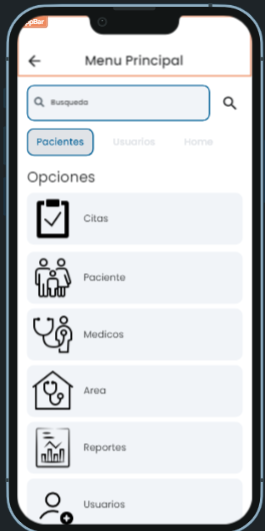 Menu Principal
Busqueda
Pacientes Usuarios Home
Opciones
Citas
Paciente
Medicos
Area
Reportes
Usuarios